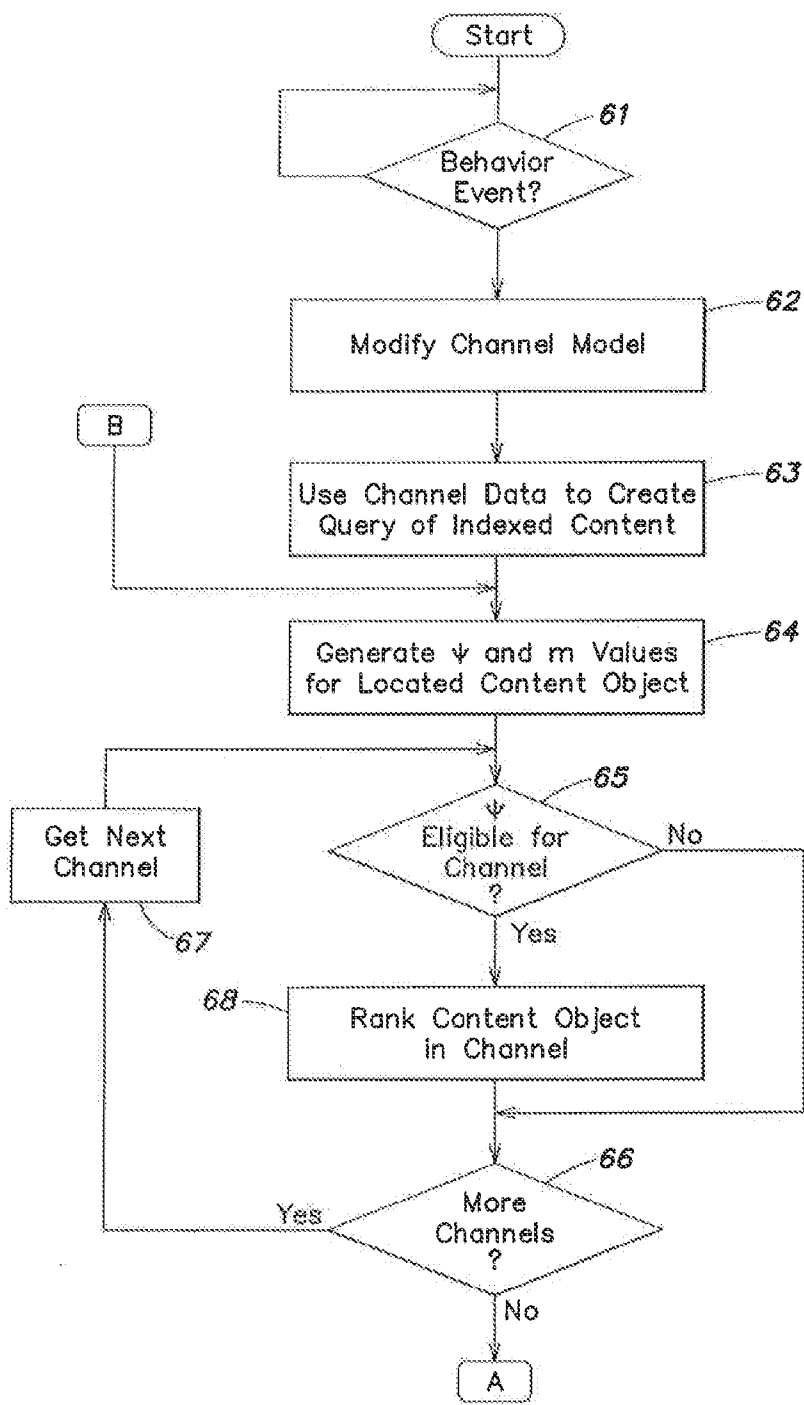 Start
61
Behavior
Event?
62
Modify Channel Model
B
63
Use Channel Data to Create
Query of Indexed Content
64
Generate ψ and m Values
for Located Content Object
65
ψ
Eligible for
Channel
?
No
Get Next
Channel
67
Yes
68
Rank Content Object
in Channel
66
More
Channels
?
Yes
No
A